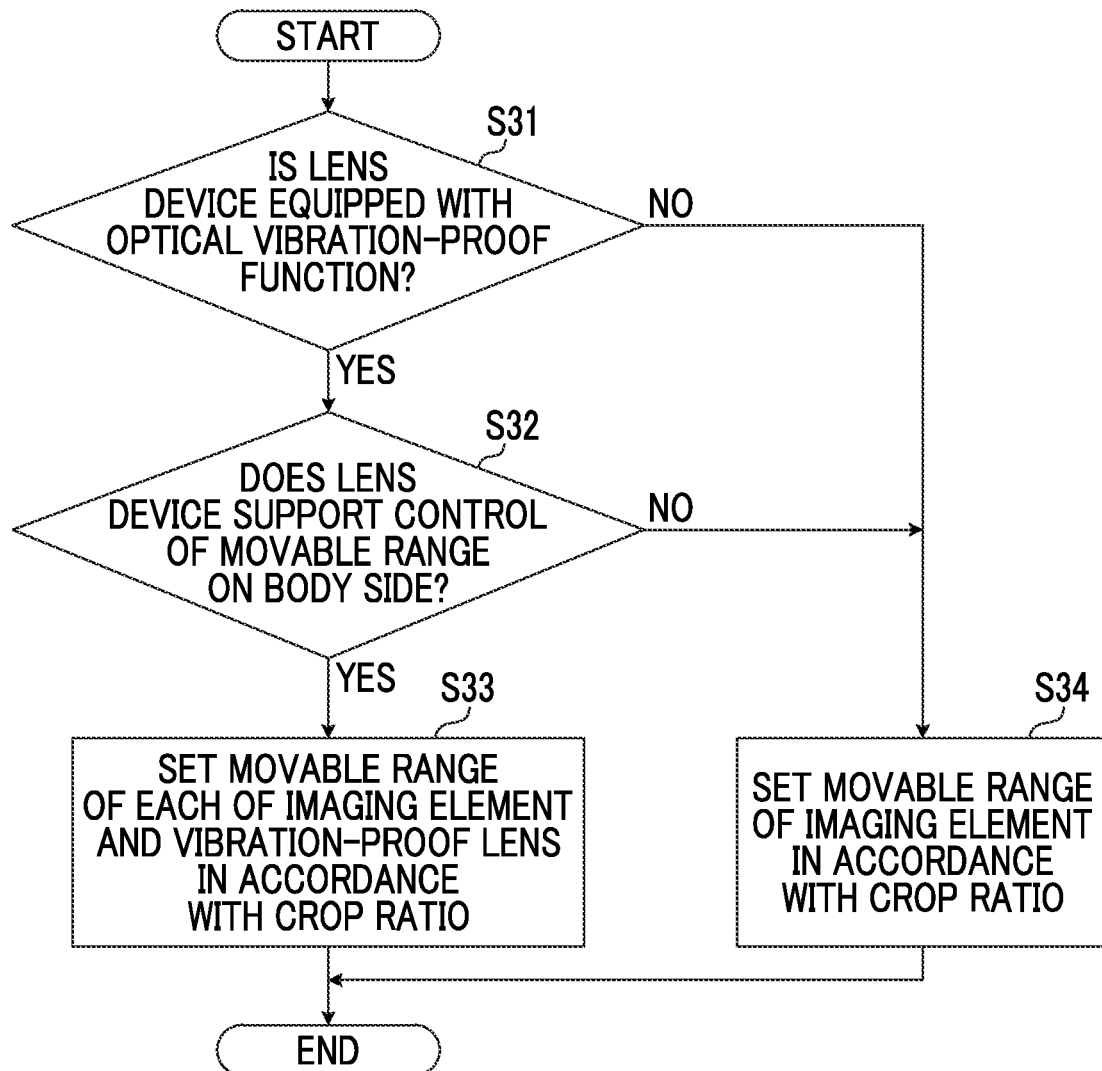 START
S31
IS LENS
DEVICE EQUIPPED WITH
OPTICAL VIBRATION-PROOF
FUNCTION?
NO
YES
S32
DOES LENS
DEVICE SUPPORT CONTROL
OF MOVABLE RANGE
ON BODY SIDE?
NO
YES
S33
SET MOVABLE RANGE
OF EACH OF IMAGING ELEMENT
AND VIBRATION-PROOF LENS
IN ACCORDANCE
WITH CROP RATIO
S34
SET MOVABLE RANGE
OF IMAGING ELEMENT
IN ACCORDANCE
WITH CROP RATIO
END